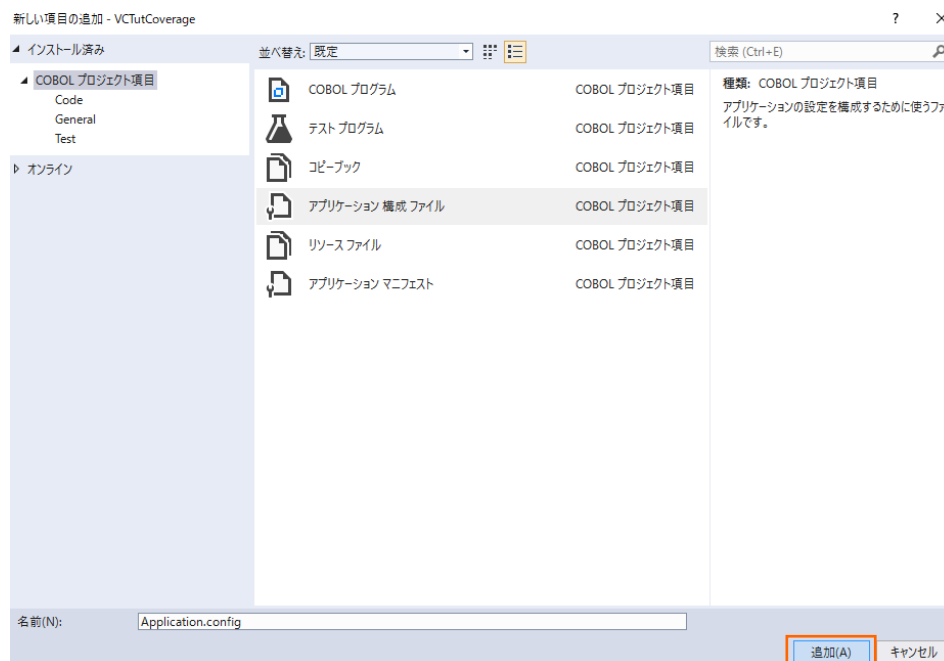 新しい項目の追加 - VCTutCoverage
インストール済み
並べ替え: 既定
検索 (Ctrl+E)
COBOL プロジェクト項目
Code
General
Test
オンライン
COBOL プログラム COBOL プロジェクト項目
テスト プログラム COBOL プロジェクト項目
コピーブック COBOL プロジェクト項目
アプリケーション 構成 ファイル COBOL プロジェクト項目
リソース ファイル COBOL プロジェクト項目
アプリケーション マニフェスト COBOL プロジェクト項目
種類: COBOL プロジェクト項目
アプリケーションの設定を構成するために使うファ
イルです。
名前(N): Application.config
追加(A) キャンセル